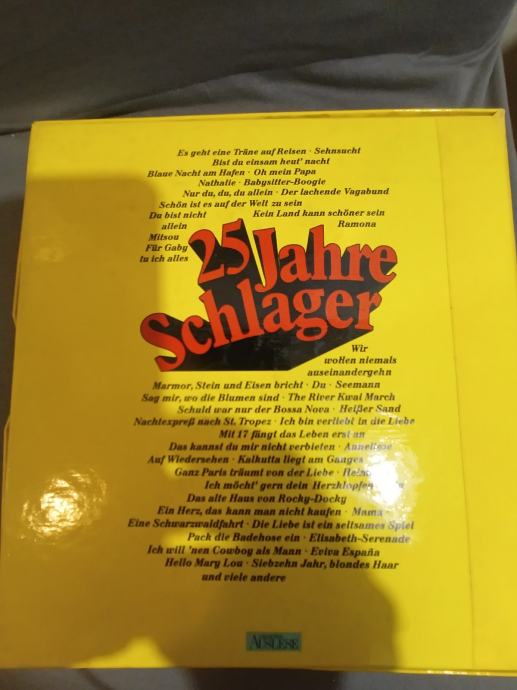 Es geht eine Träne auf Reisen · Sehnsucht
Bist du einsam heut' nacht
Blaue Nacht am Hafen · Oh mein Papa
Nathalie · Babysitter-Boogie
Nur du, du, du allein · Der lachende Vagabund
Schön ist es auf der Welt zu sein
Du bist nicht Kein Land kann schöner sein
allein Ramona
Mitsou
Für Gaby
tu ich alles
25 Jahre
Schlager
Wir
wollen niemals
auseinandergehn
Marmor, Stein und Eisen bricht · Du · Seemann
Sag mir, wo die Blumen sind · The River Kwai March
Schuld war nur der Bossa Nova · Heißer Sand
Nachtexpreß nach St. Tropez · Ich bin verliebt in die Liebe
Mit 17 fängt das Leben erst an
Das kannst du mir nicht verbieten · Anneliese
Auf Wiedersehen · Kalkutta liegt am Ganges
Ganz Paris träumt von der Liebe
Ich möcht' gern dein Herzklopfen
Das alte Haus von Rocky-Docky
Ein Herz, das kann man nicht kaufen · Mama
Eine Schwarzwaldfahrt · Die Liebe ist ein seltsames Spiel
Pack die Badehose ein · Elisabeth-Serenade
Ich will 'nen Cowboy als Mann · Eviva España
Hello Mary Lou · Siebzehn Jahr, blondes Haar
und viele andere
AUSLESE